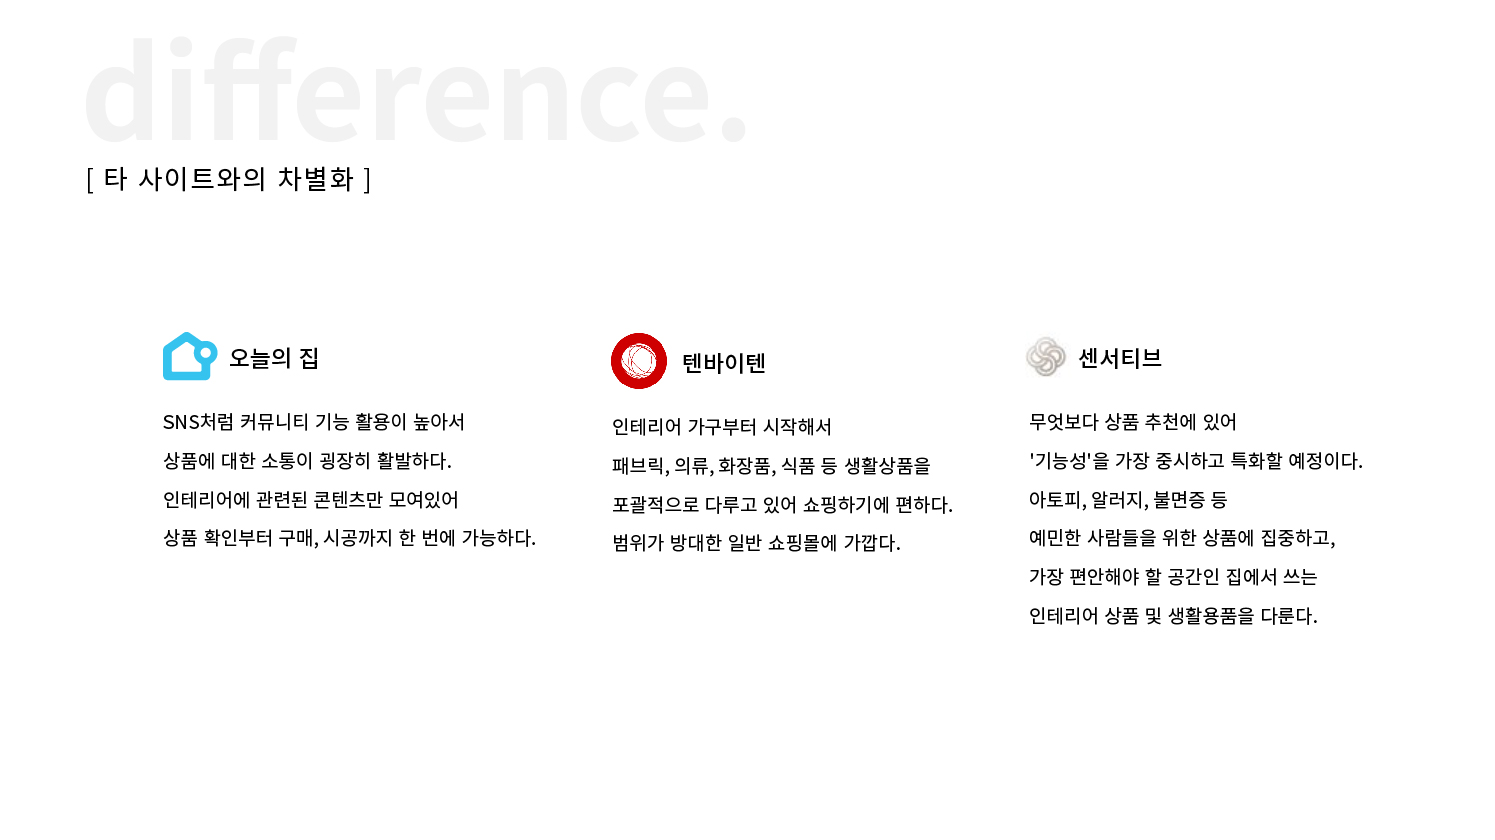 difference.
[ 타 사이트와의 차별화 ]
오늘의 집
SNS처럼 커뮤니티 기능 활용이 높아서
상품에 대한 소통이 굉장히 활발하다.
인테리어에 관련된 콘텐츠만 모여있어
상품 확인부터 구매, 시공까지 한 번에 가능하다.
텐바이텐
인테리어 가구부터 시작해서
패브릭, 의류, 화장품, 식품 등 생활상품을
포괄적으로 다루고 있어 쇼핑하기에 편하다.
범위가 방대한 일반 쇼핑몰에 가깝다.
센서티브
무엇보다 상품 추천에 있어
'기능성'을 가장 중시하고 특화할 예정이다.
아토피, 알러지, 불면증 등
예민한 사람들을 위한 상품에 집중하고,
가장 편안해야 할 공간인 집에서 쓰는
인테리어 상품 및 생활용품을 다룬다.